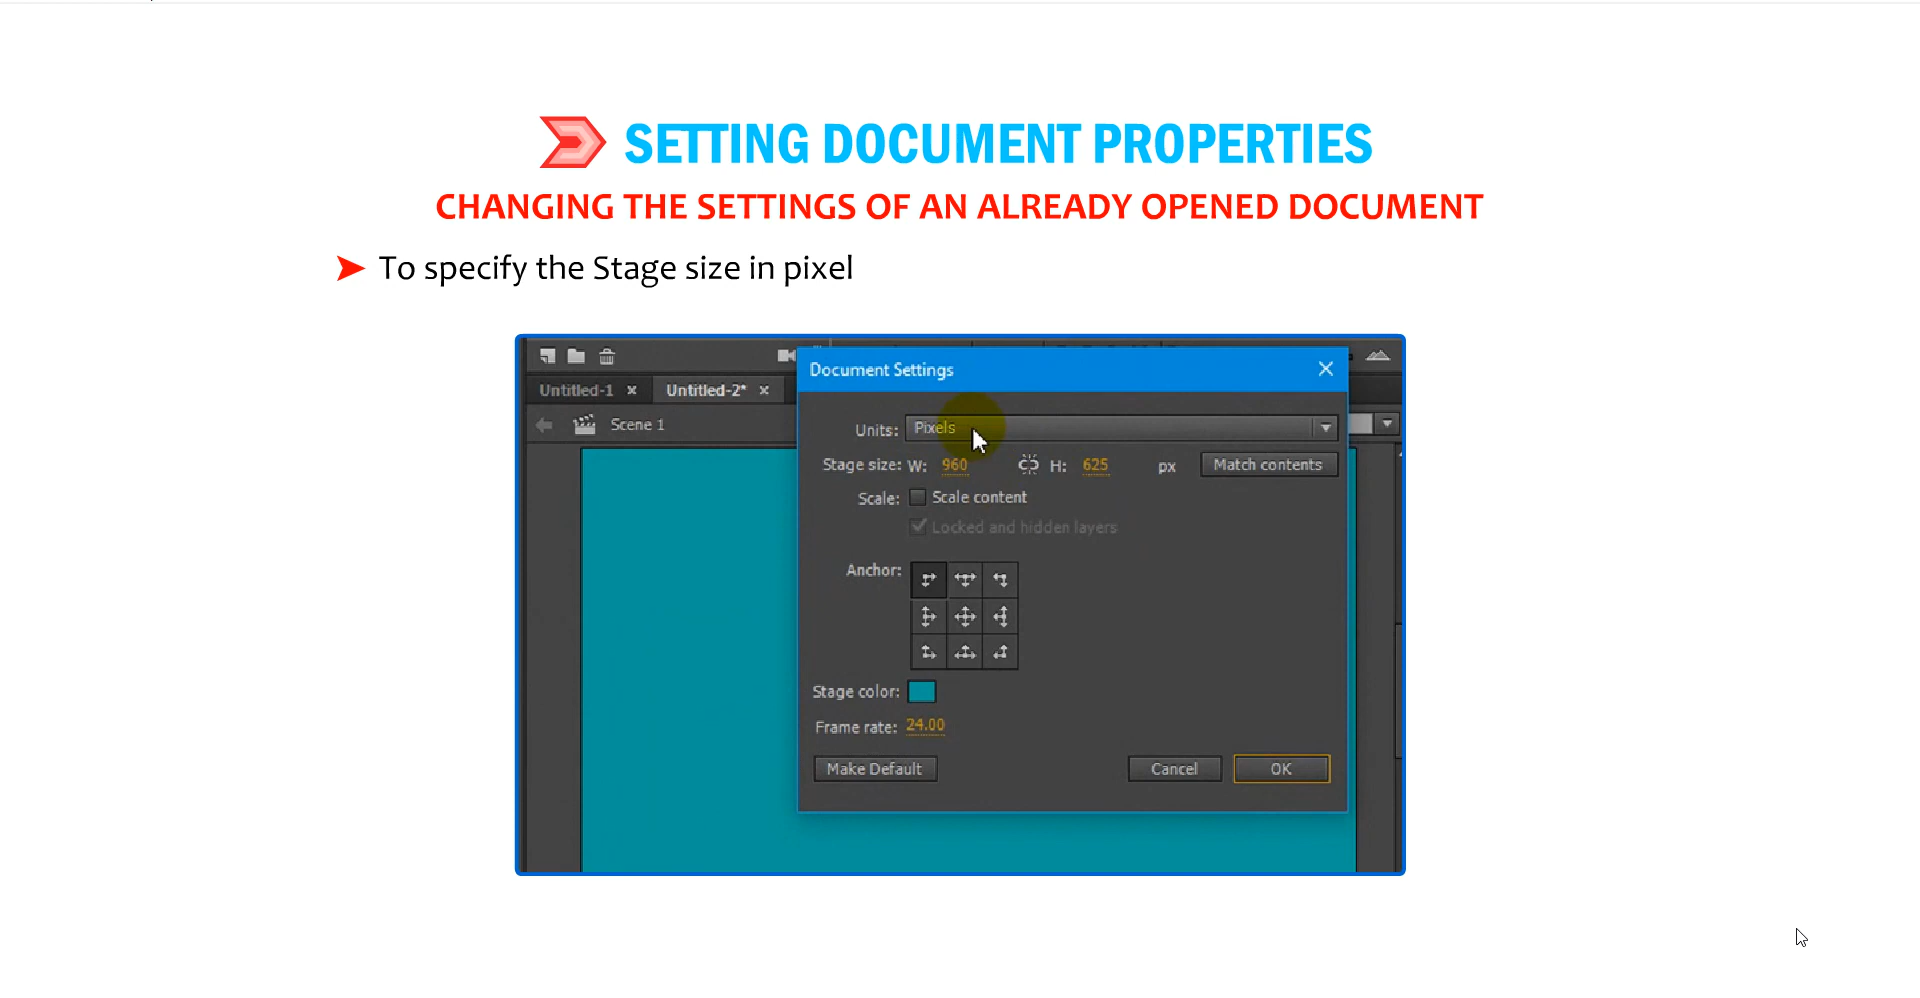 SETTING DOCUMENT PROPERTIES
CHANGING THE SETTINGS OF AN ALREADY OPENED DOCUMENT
To specify the Stage size in pixel
Document Settings
Untitled-1 x Untitled-2* x
Scene 1
Units: Pixels
Stage size: W: 960 H: 625 px Match contents
Scale: Scale content
Locked and hidden layers
Anchor:
Stage color:
Frame rate: 24.00
Make Default Cancel OK